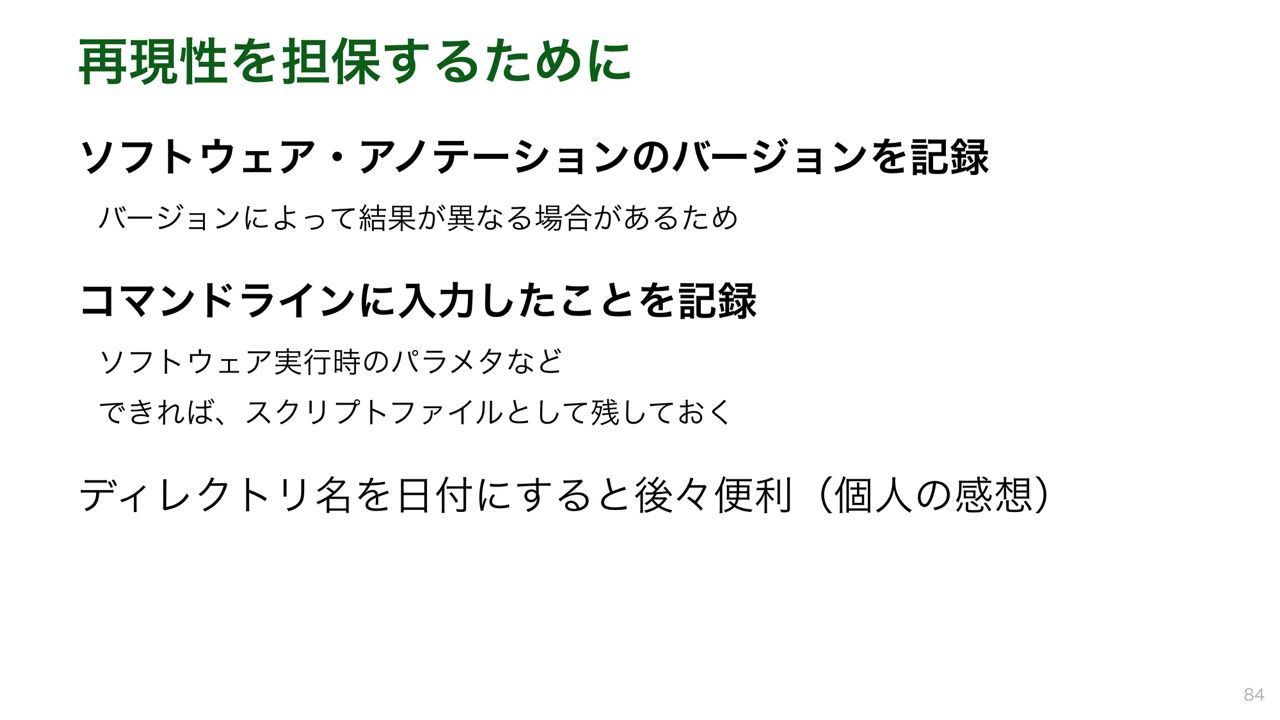 再現性を担保するために
ソフトウェア・アノテーションのバージョンを記録
バージョンによって結果が異なる場合があるため
コマンドラインに入力したことを記録
ソフトウェア実行時のパラメタなど
できれば、スクリプトファイルとして残しておく
ディレクトリ名を日付にすると後々便利（個人の感想）
84